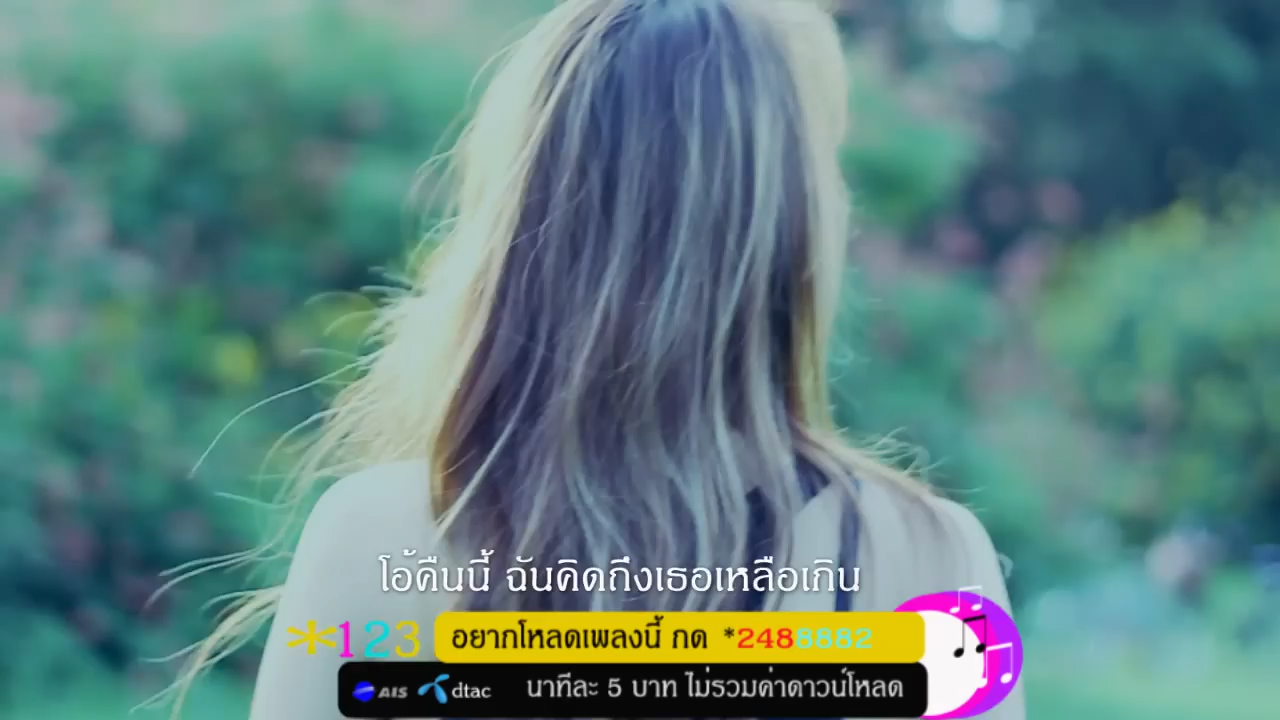 โอ้คืนนี้ ฉันคิดถึงเธอเหลือเกิน
*123 อยากโหลดเพลงนี้ กด *2488882
AIS dtac นาทีละ 5 บาท ไม่รวมค่าดาวน์โหลด